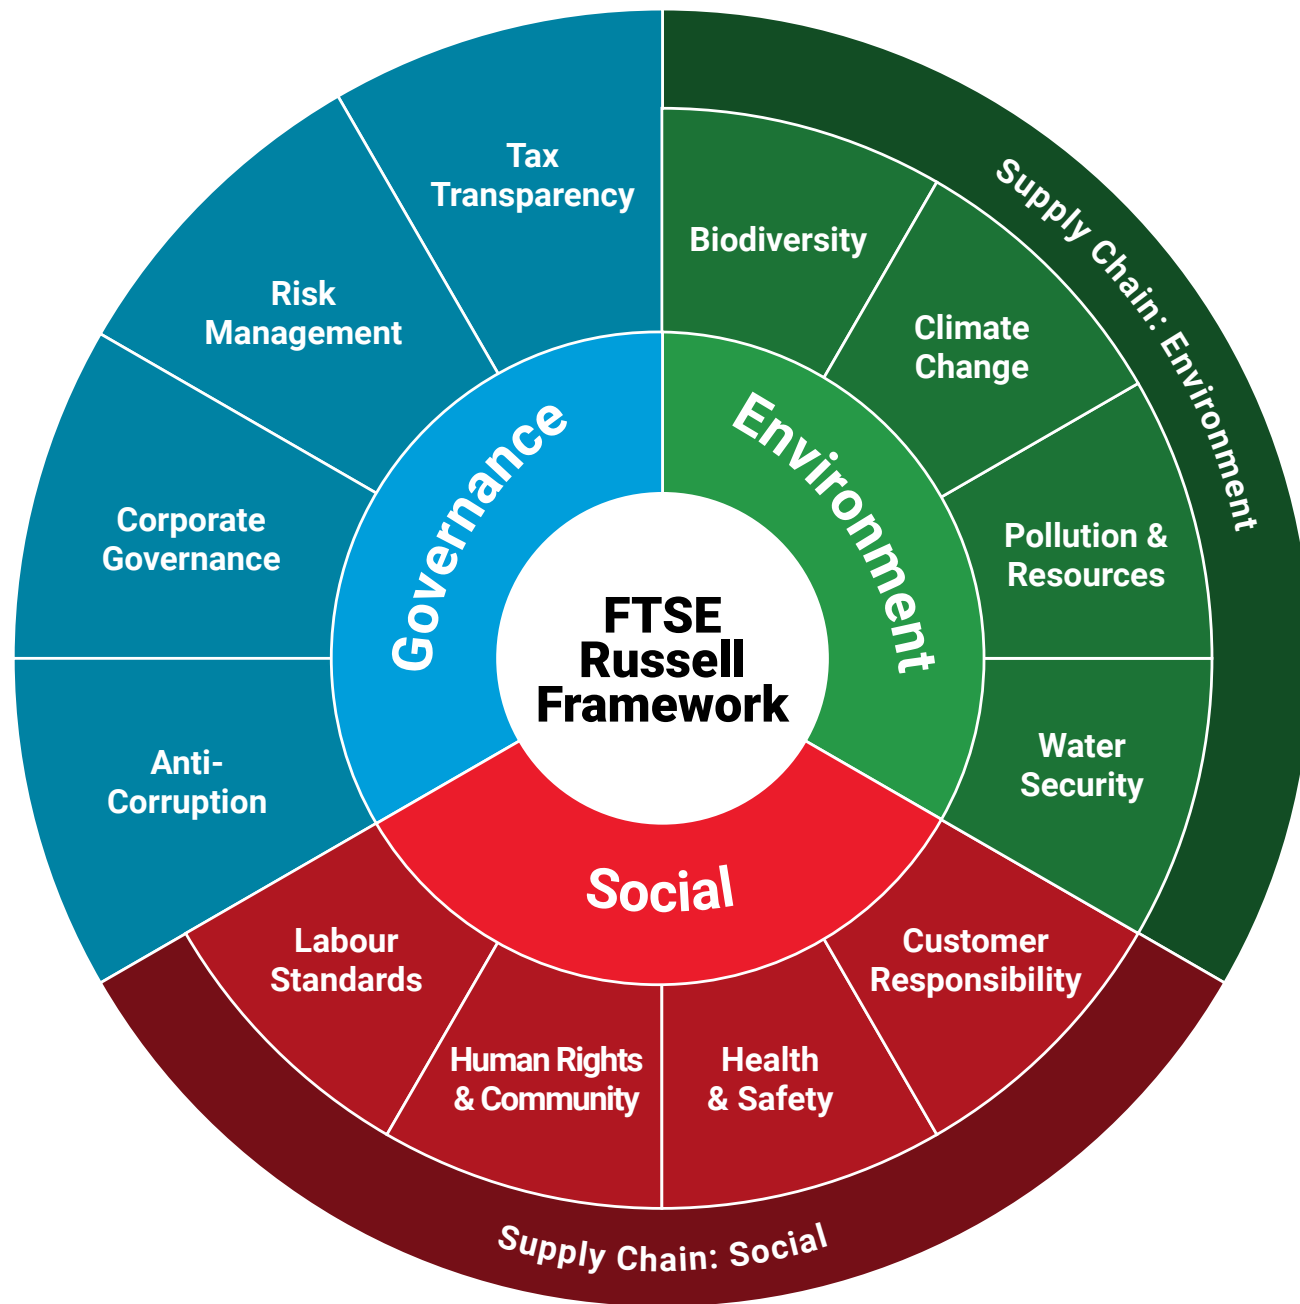 FTSE
Russell
Framework
Environment
Biodiversity
Climate
Change
Pollution &
Resources
Water
Security
Supply Chain: Environment
Social
Customer
Responsibility
Health
& Safety
Human Rights
& Community
Labour
Standards
Supply Chain: Social
Governance
Anti-
Corruption
Corporate
Governance
Risk
Management
Tax
Transparency